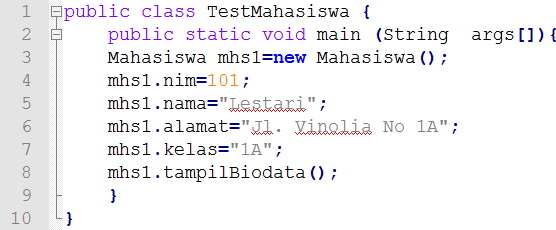 1 public class TestMahasiswa {
2 public static void main (String  args[]){
3 Mahasiswa mhs1=new Mahasiswa();
4 mhs1.nim=101;
5 mhs1.nama="Lestari";
6 mhs1.alamat="Jl. Vinolia No 1A";
7 mhs1.kelas="1A";
8 mhs1.tampilBiodata();
9 }
10 }